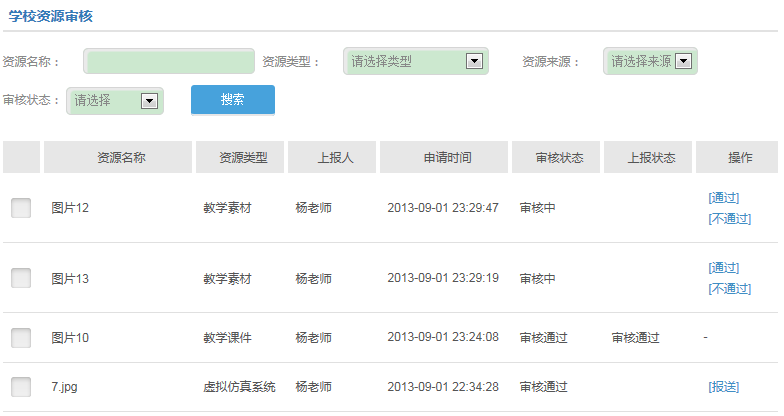 学校资源审核
资源名称： 资源类型： 请选择类型 资源来源： 请选择来源
审核状态： 请选择 搜索
资源名称 资源类型 上报人 申请时间 审核状态 上报状态 操作
图片12 教学素材 杨老师 2013-09-01 23:29:47 审核中 [通过]
[不通过]
图片13 教学素材 杨老师 2013-09-01 23:29:19 审核中 [通过]
[不通过]
图片10 教学课件 杨老师 2013-09-01 23:24:08 审核通过 审核通过 -
7.jpg 虚拟仿真系统 杨老师 2013-09-01 22:34:28 审核通过 [报送]